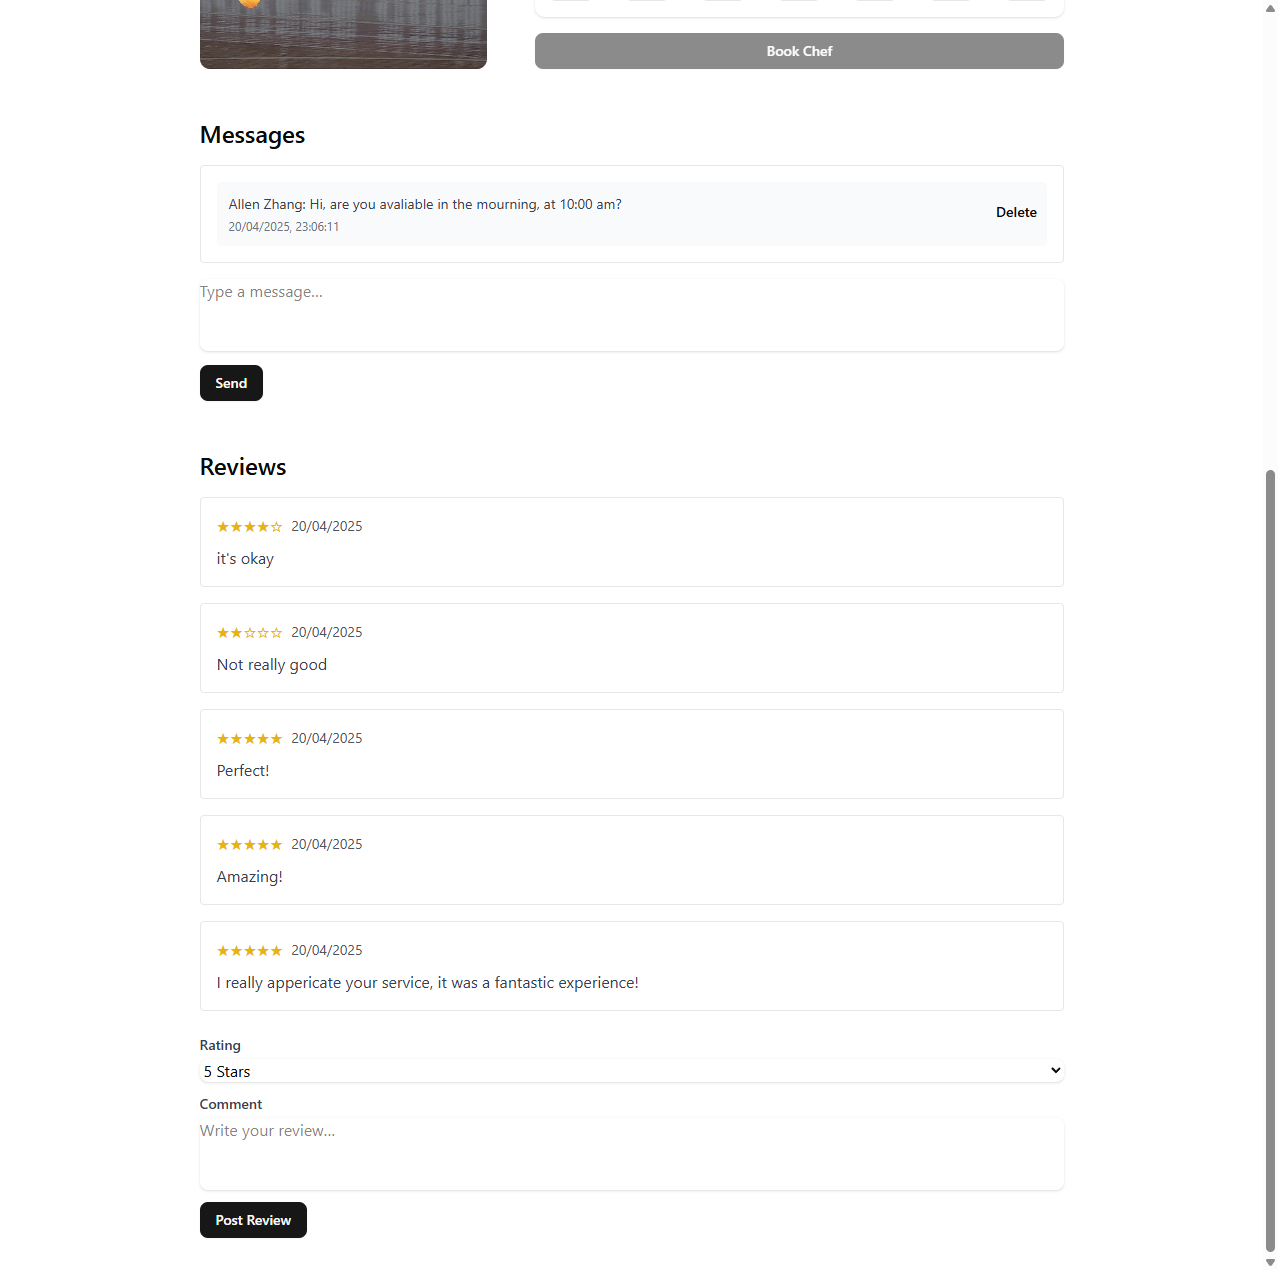 Book Chef
Messages
Allen Zhang: Hi, are you avaliable in the mourning, at 10:00 am?
20/04/2025, 23:06:11
Delete
Type a message...
Send
Reviews
★★★★☆ 20/04/2025
it's okay
★★☆☆☆ 20/04/2025
Not really good
★★★★★ 20/04/2025
Perfect!
★★★★★ 20/04/2025
Amazing!
★★★★★ 20/04/2025
I really appericate your service, it was a fantastic experience!
Rating
5 Stars
Comment
Write your review...
Post Review